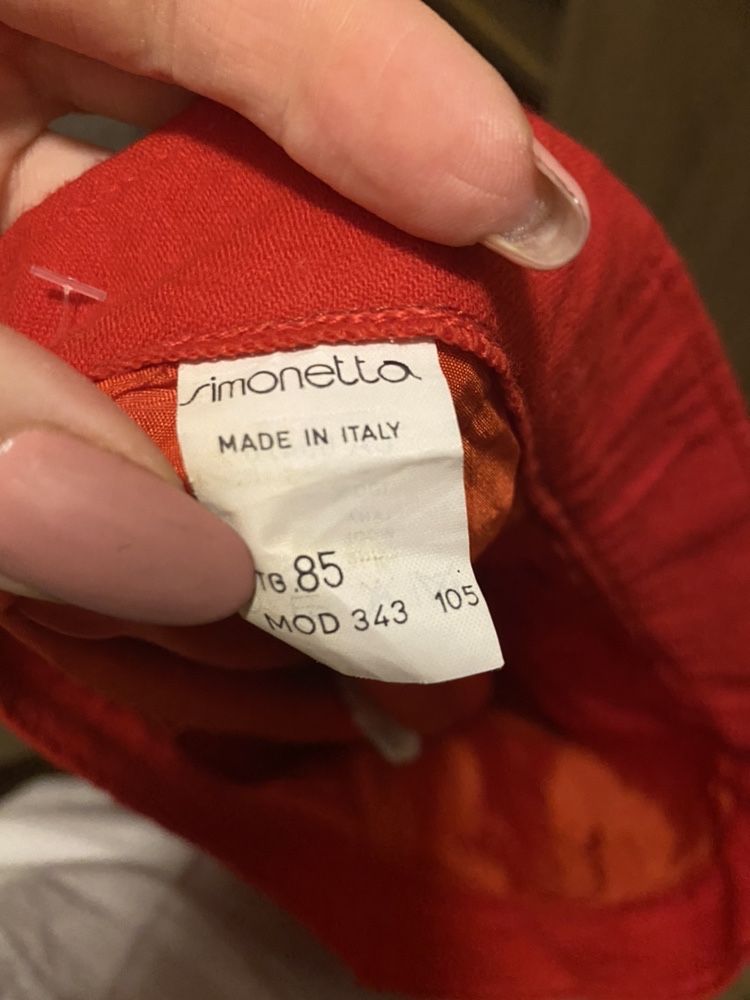 simonetta
MADE IN ITALY
TG.85
MOD 343 105